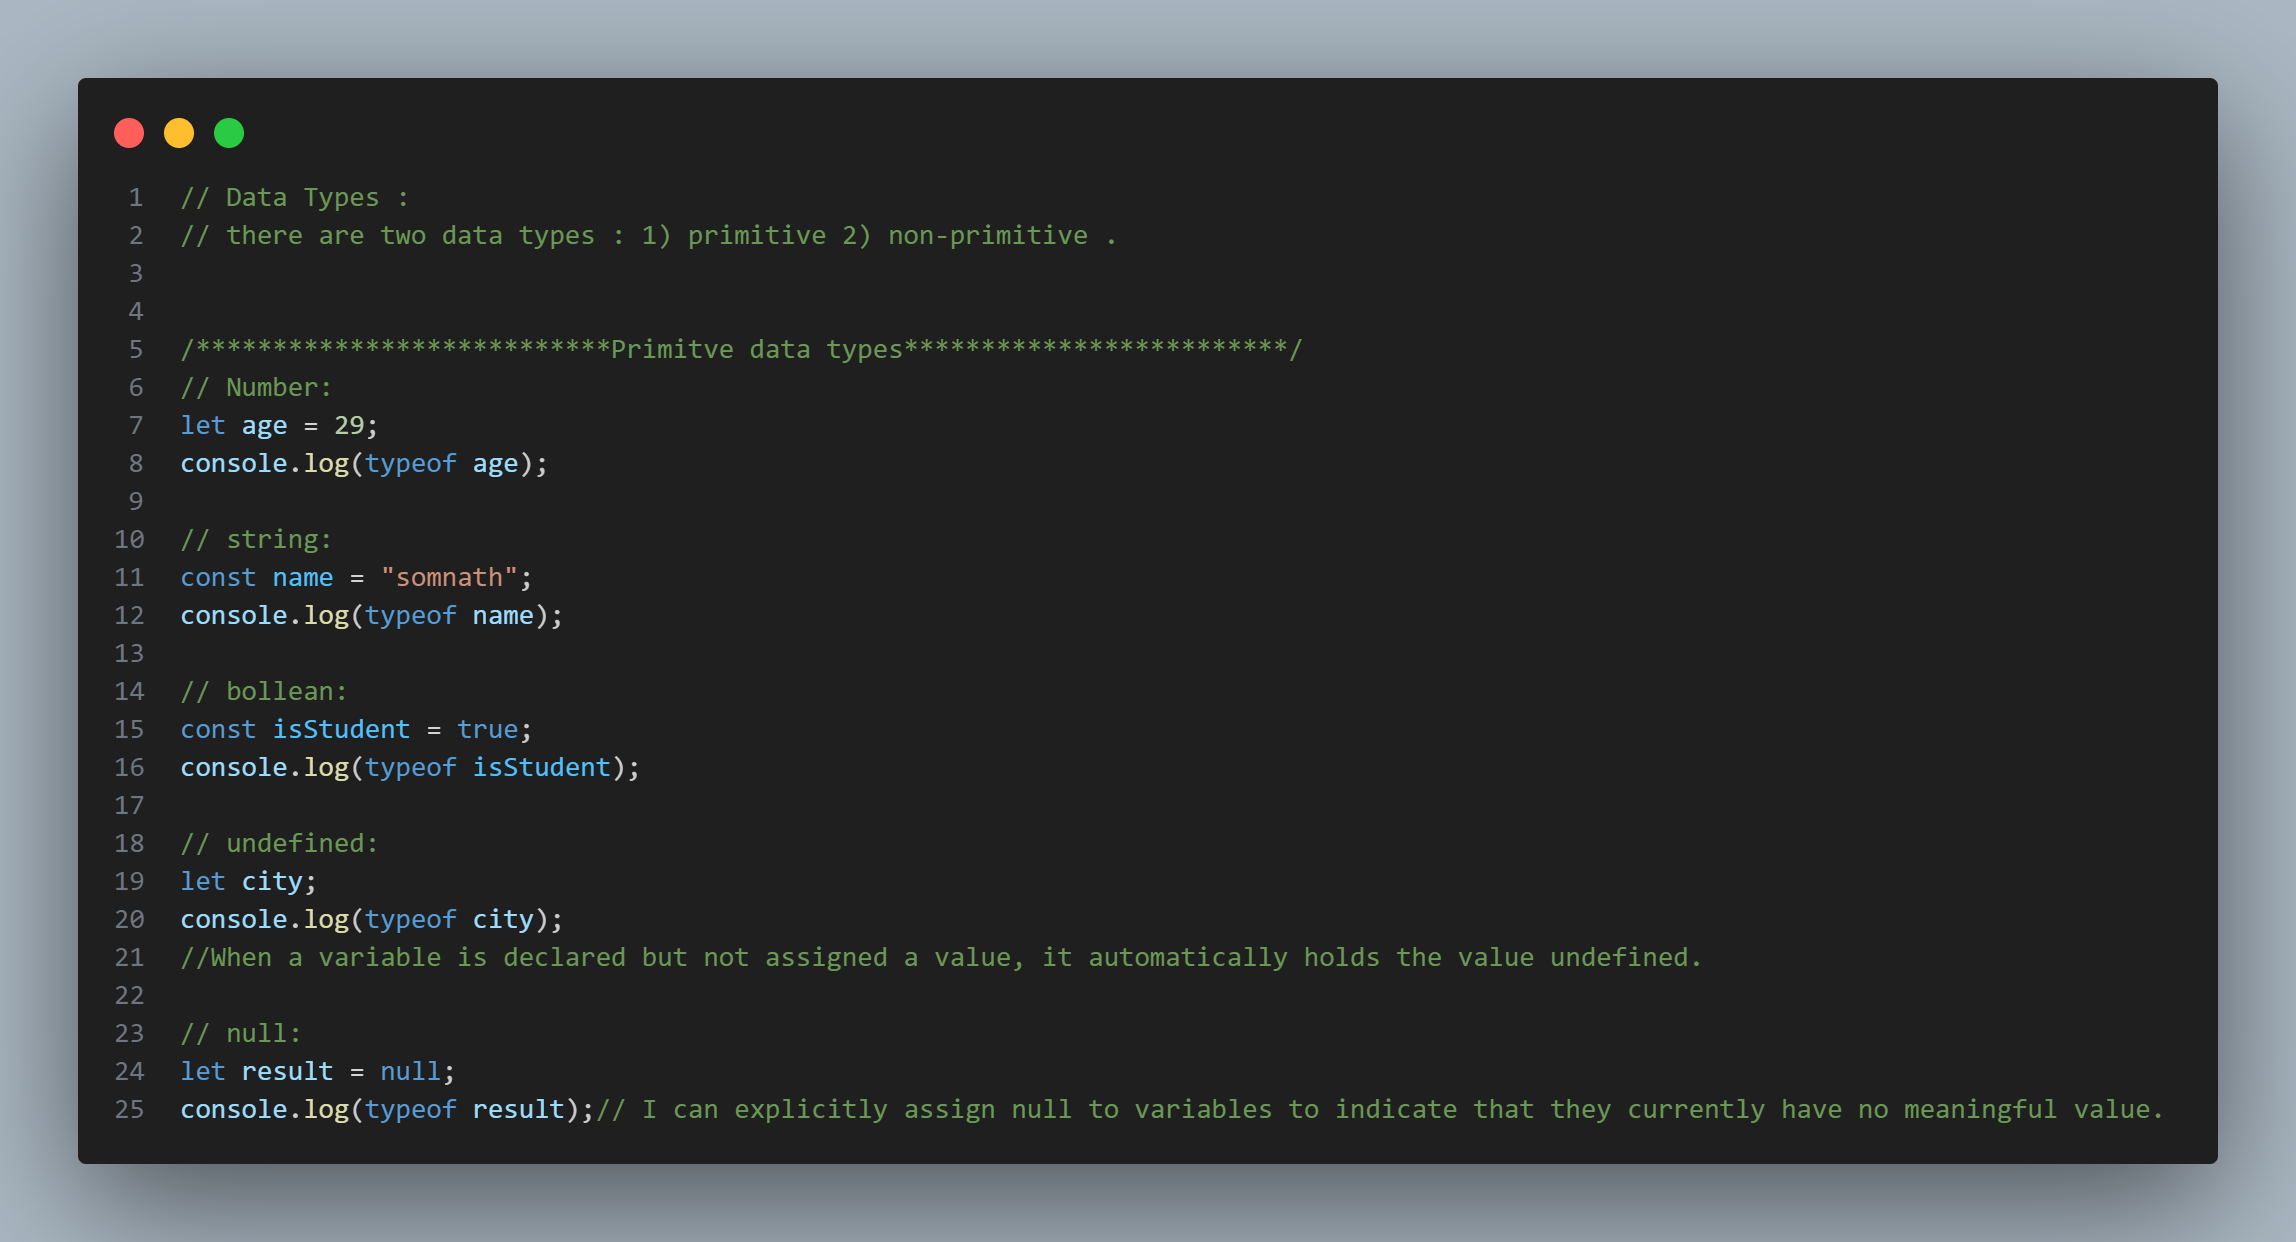 1 // Data Types :
2 // there are two data types : 1) primitive 2) non-primitive .
3
4
5 /***************************Primitve data types*************************/
6 // Number:
7 let age = 29;
8 console.log(typeof age);
9
10 // string:
11 const name = "somnath";
12 console.log(typeof name);
13
14 // bollean:
15 const isStudent = true;
16 console.log(typeof isStudent);
17
18 // undefined:
19 let city;
20 console.log(typeof city);
21 //When a variable is declared but not assigned a value, it automatically holds the value undefined.
22
23 // null:
24 let result = null;
25 console.log(typeof result);// I can explicitly assign null to variables to indicate that they currently have no meaningful value.